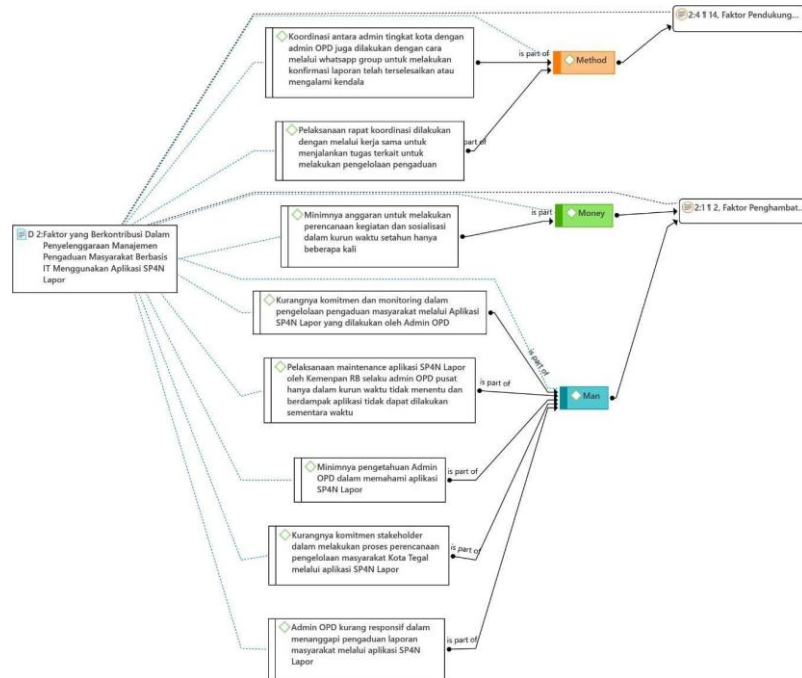 2:4 ¶ 14, Faktor Pendukung...
Koordinasi antara admin tingkat kota dengan
admin OPD juga dilakukan dengan cara
melalui whatsapp group untuk melakukan
konfirmasi laporan telah terselesaikan atau
mengalami kendala
is part of
Method
Pelaksanaan rapat koordinasi dilakukan
dengan melalui kerja sama untuk
menjalankan tugas terkait untuk
melakukan pengelolaan pengaduan
part of
Minimnya anggaran untuk melakukan
perencanaan kegiatan dan sosialisasi
dalam kurun waktu setahun hanya
beberapa kali
is part
Money
2:1 ¶ 2, Faktor Penghambat...
D 2:Faktor yang Berkontribusi Dalam
Penyelenggaraan Manajemen
Pengaduan Masyarakat Berbasis
IT Menggunakan Aplikasi SP4N
Lapor
Kurangnya komitmen dan monitoring dalam
pengelolaan pengaduan masyarakat melalui Aplikasi
SP4N Lapor yang dilakukan oleh Admin OPD
is part of
Pelaksanaan maintenance aplikasi SP4N Lapor
oleh Kemenpan RB selaku admin OPD pusat
hanya dalam kurun waktu tidak menentu dan
berdampak aplikasi tidak dapat dilakukan
sementara waktu
is part of
Man
Minimnya pengetahuan Admin
OPD dalam memahami aplikasi
SP4N Lapor
is part of
Kurangnya komitmen stakeholder
dalam melakukan proses perencanaan
pengelolaan masyarakat Kota Tegal
melalui aplikasi SP4N Lapor
is part of
Admin OPD kurang responsif dalam
menanggapi pengaduan laporan
masyarakat melalui aplikasi SP4N
Lapor
is part of